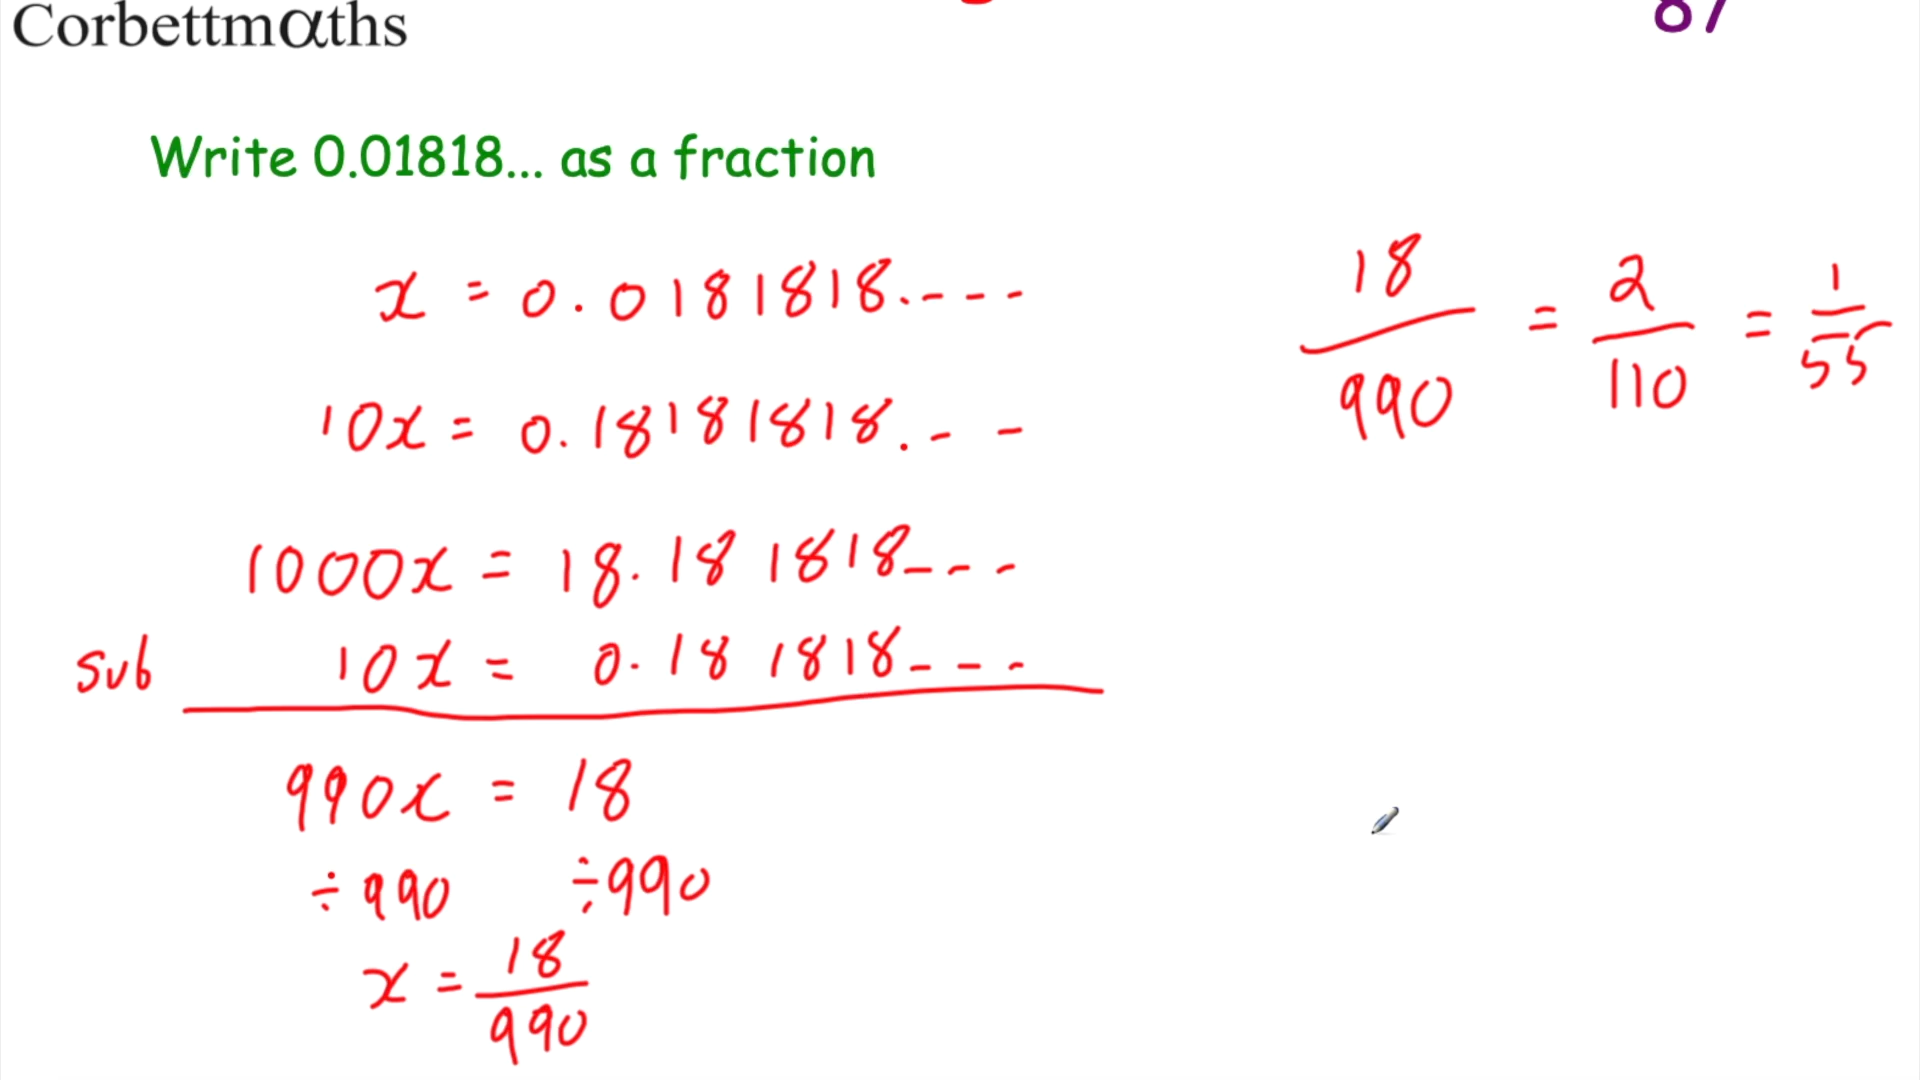 Corbettmαths
87
Write 0.01818... as a fraction
x = 0.0181818....
10x = 0.18181818. - -
1000x = 18.181818---
sub 10x = 0.181818---
990x = 18
÷990 ÷990
x = 18/990
18/990 = 2/110 = 1/55